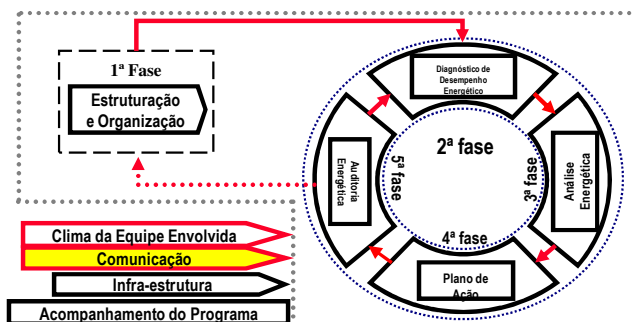 1ª Fase
Estruturação
e Organização
Diagnóstico de
Desempenho
Energético
2ª fase
3ª fase
Análise
Energética
4ª fase
Plano de
Ação
5ª fase
Auditoria
Energética
Clima da Equipe Envolvida
Comunicação
Infra-estrutura
Acompanhamento do Programa